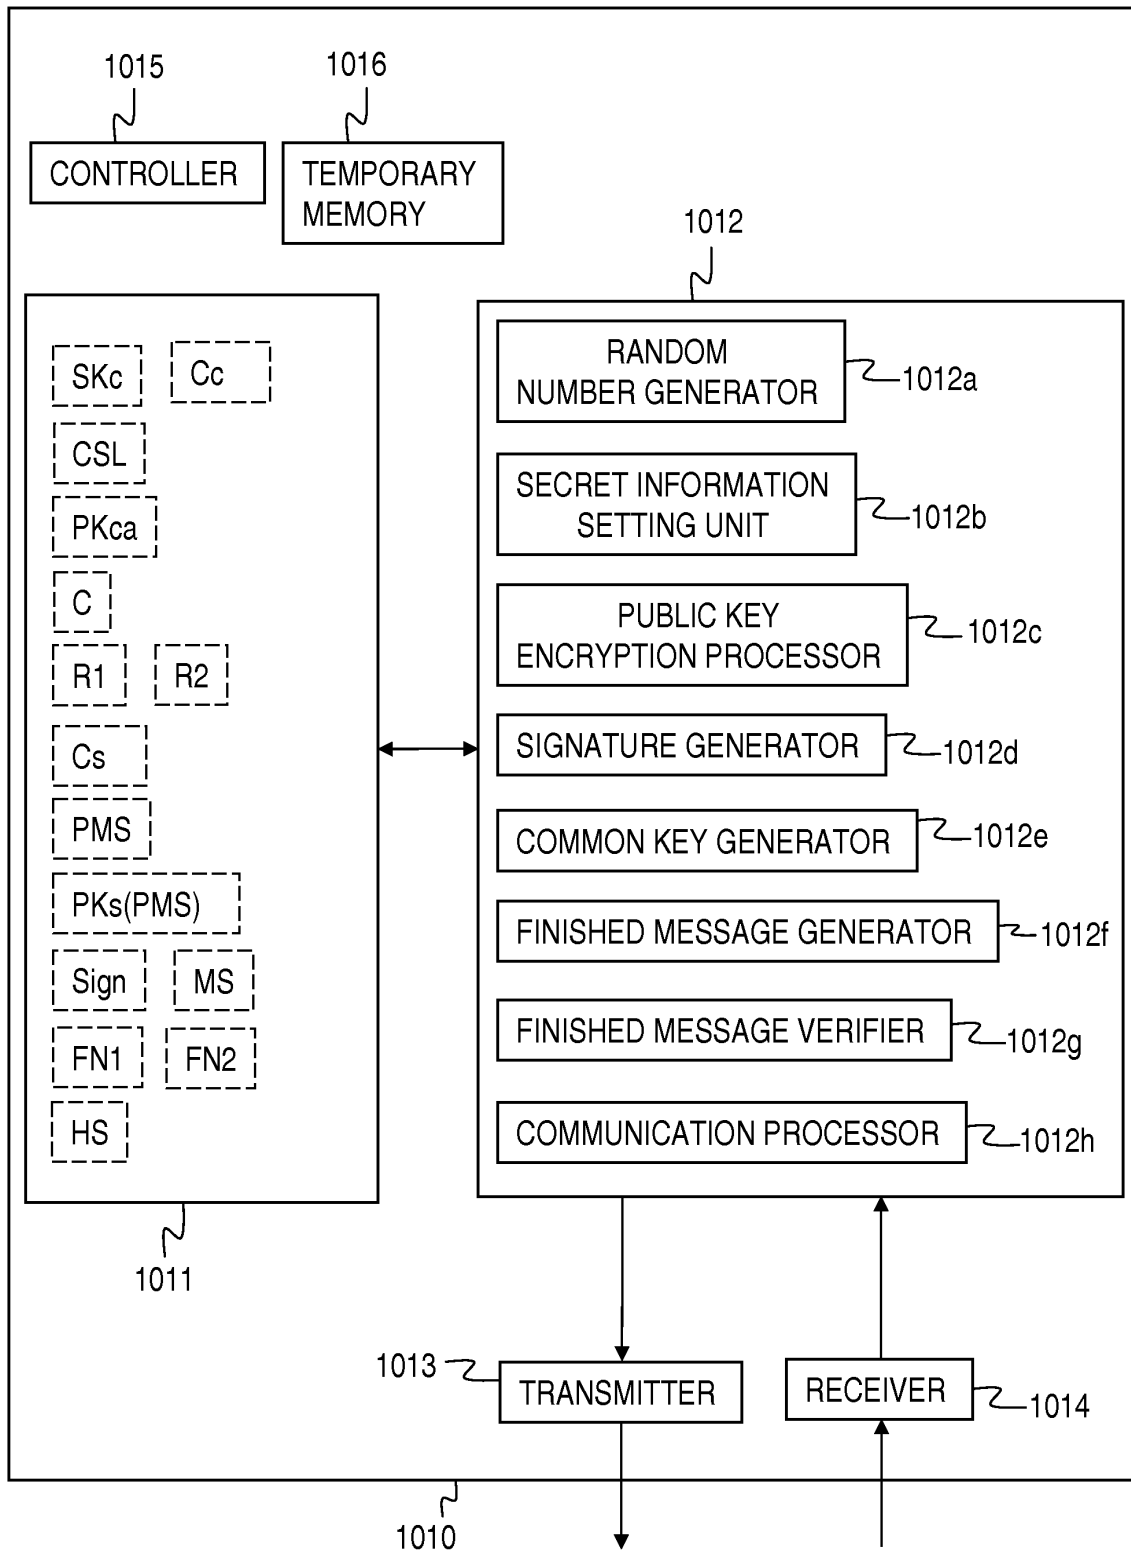 1015
1016
CONTROLLER
TEMPORARY
MEMORY
1012
SKc
Cc
CSL
PKca
C
R1
R2
Cs
PMS
PKs(PMS)
Sign
MS
FN1
FN2
HS
1011
RANDOM
NUMBER GENERATOR
1012a
SECRET INFORMATION
SETTING UNIT
1012b
PUBLIC KEY
ENCRYPTION PROCESSOR
1012c
SIGNATURE GENERATOR
1012d
COMMON KEY GENERATOR
1012e
FINISHED MESSAGE GENERATOR
1012f
FINISHED MESSAGE VERIFIER
1012g
COMMUNICATION PROCESSOR
1012h
1013
TRANSMITTER
RECEIVER
1014
1010